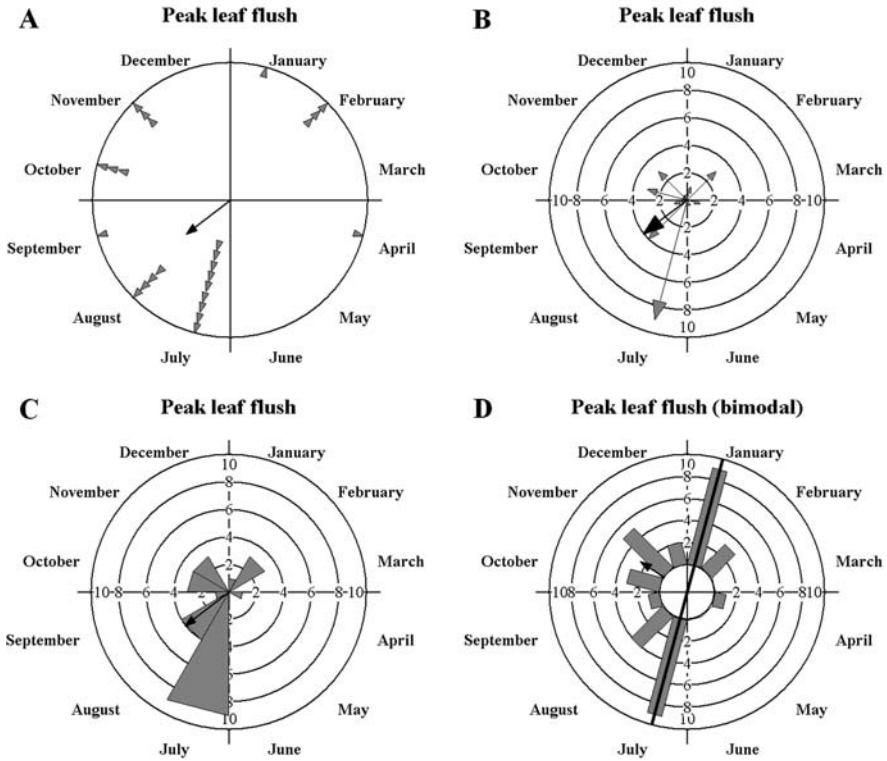 A
Peak leaf flush
December
January
November
February
October
March
September
April
August
May
July
June
B
Peak leaf flush
December
January
November
February
October
March
September
April
August
May
July
June
10
8
6
4
2
2
4
6
8
10
10 8 6 4 2
2 4 6 8 10
C
Peak leaf flush
December
January
November
February
October
March
September
April
August
May
July
June
10
8
6
4
2
2
4
6
8
10
10 8 6 4 2
2 4 6 8 10
D
Peak leaf flush (bimodal)
December
January
November
February
October
March
September
April
August
May
July
June
10
8
6
4
2
2
4
6
8
10
10 8 6 4 2
2 4 6 8 10